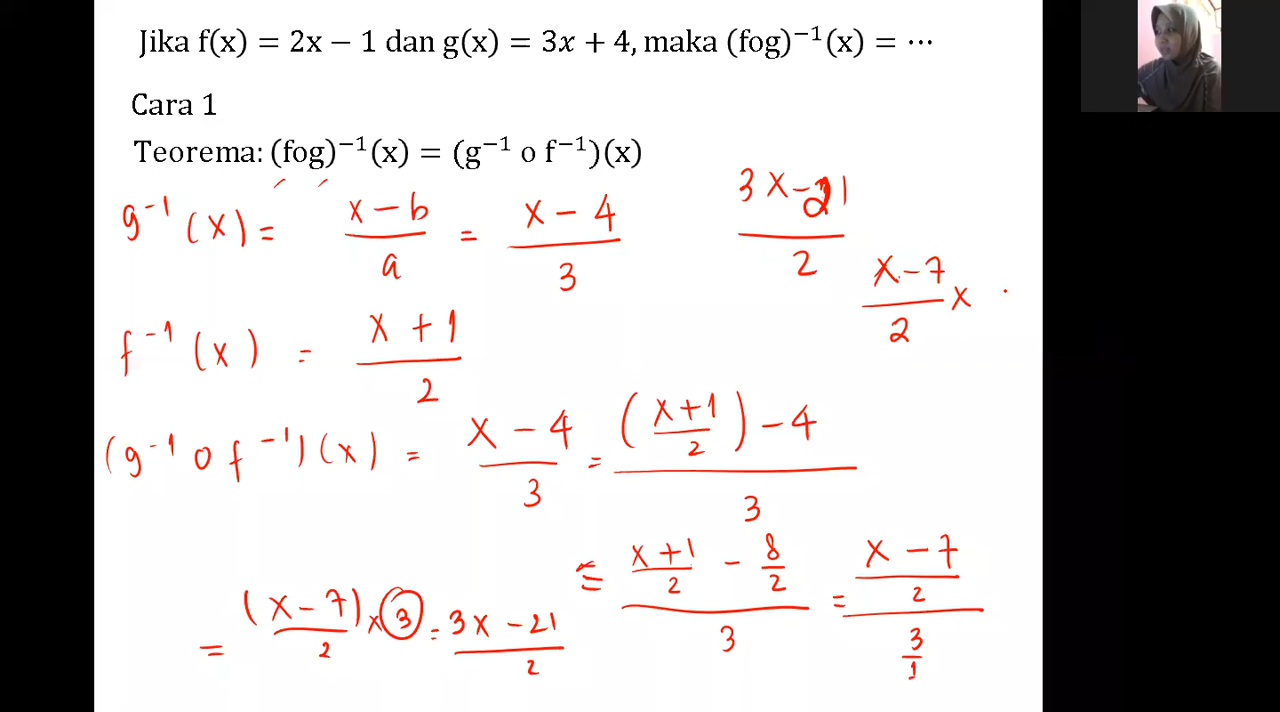 Jika f(x) = 2x − 1 dan g(x) = 3x + 4, maka (fog)⁻¹(x) = ⋯
Cara 1
Teorema: (fog)⁻¹(x) = (g⁻¹ o f⁻¹)(x)
g⁻¹(x) = (x − b)/a = (x − 4)/3
(3x − 21)/2
(x − 7)/2 x
f⁻¹(x) = (x + 1)/2
(g⁻¹ o f⁻¹)(x) = (x − 4)/3 = (((x + 1)/2) − 4)/3
= ((x + 1)/2 − 8/2)/3 = ((x − 7)/2)/(3/1)
= (x − 7)/2 x 3 = (3x − 21)/2